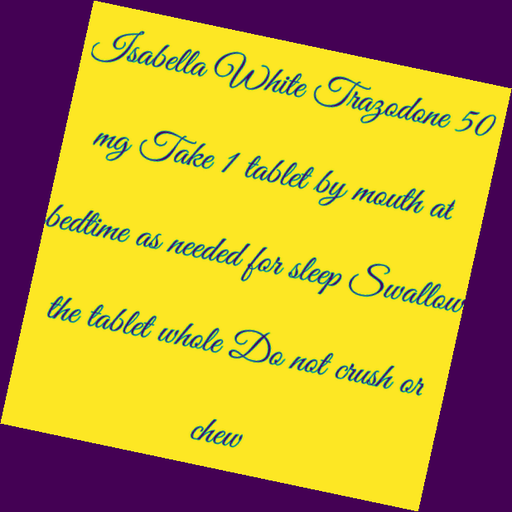 Isabella White Trazodone 50
mg Take 1 tablet by mouth at
bedtime as needed for sleep Swallow
the tablet whole Do not crush or
chew